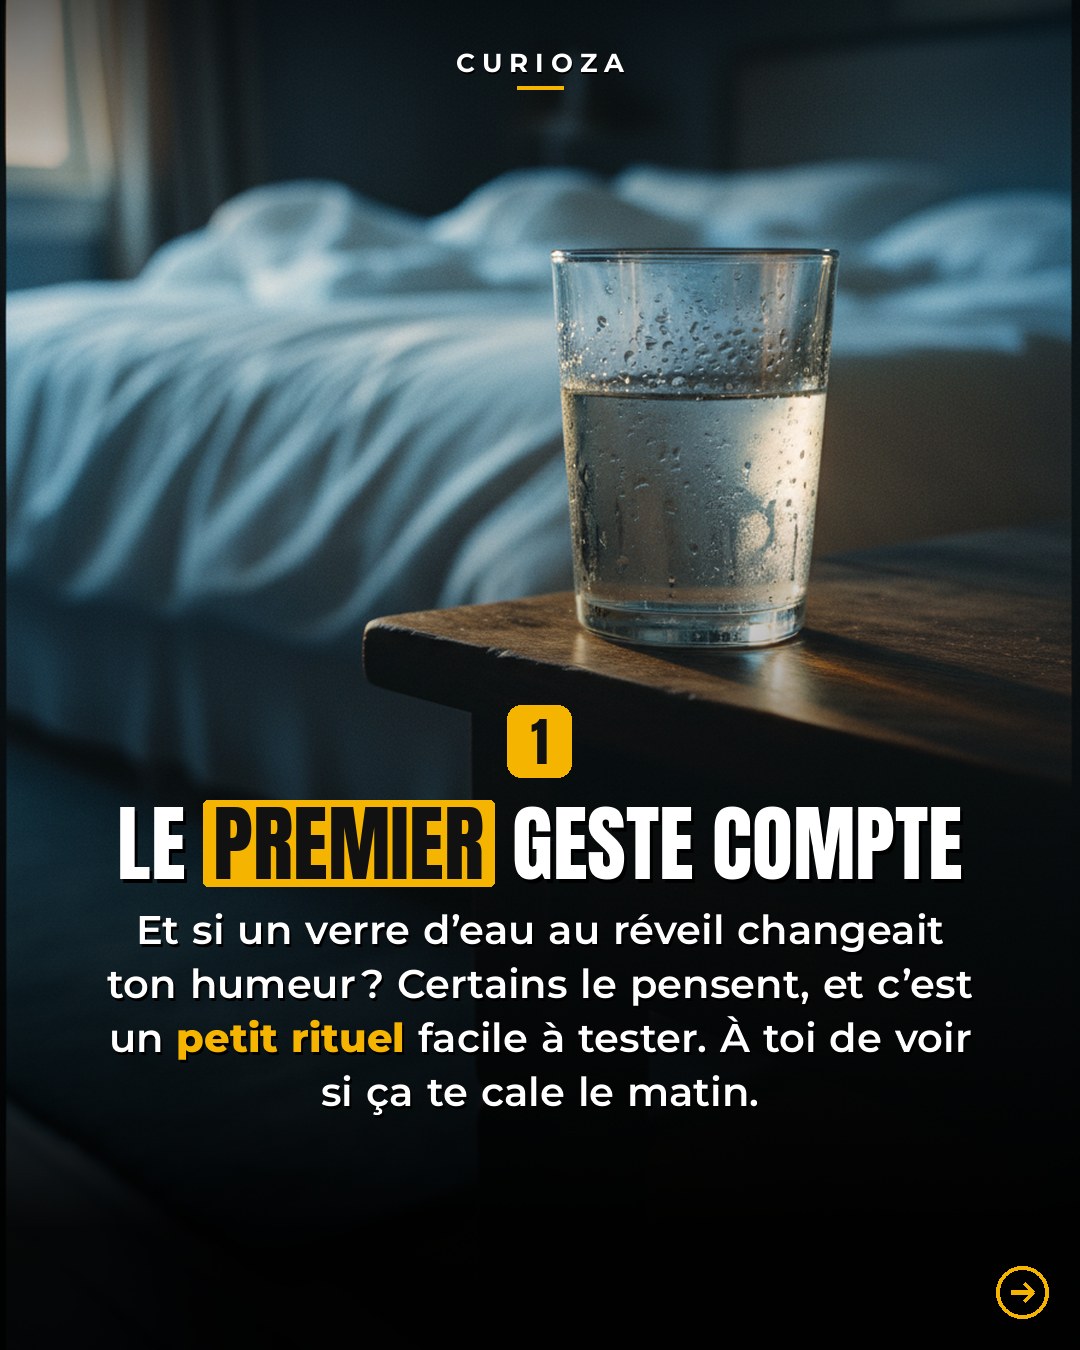 CURIOZA
1
LE PREMIER GESTE COMPTE
Et si un verre d’eau au réveil changeait
ton humeur ? Certains le pensent, et c’est
un petit rituel facile à tester. À toi de voir
si ça te cale le matin.